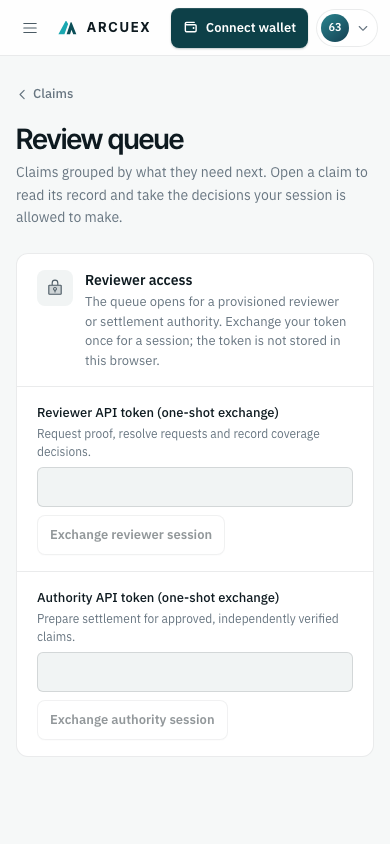 ARCUEX
Connect wallet
63
Claims
Review queue
Claims grouped by what they need next. Open a claim to
read its record and take the decisions your session is
allowed to make.
Reviewer access
The queue opens for a provisioned reviewer
or settlement authority. Exchange your token
once for a session; the token is not stored in
this browser.
Reviewer API token (one-shot exchange)
Request proof, resolve requests and record coverage
decisions.
Exchange reviewer session
Authority API token (one-shot exchange)
Prepare settlement for approved, independently verified
claims.
Exchange authority session